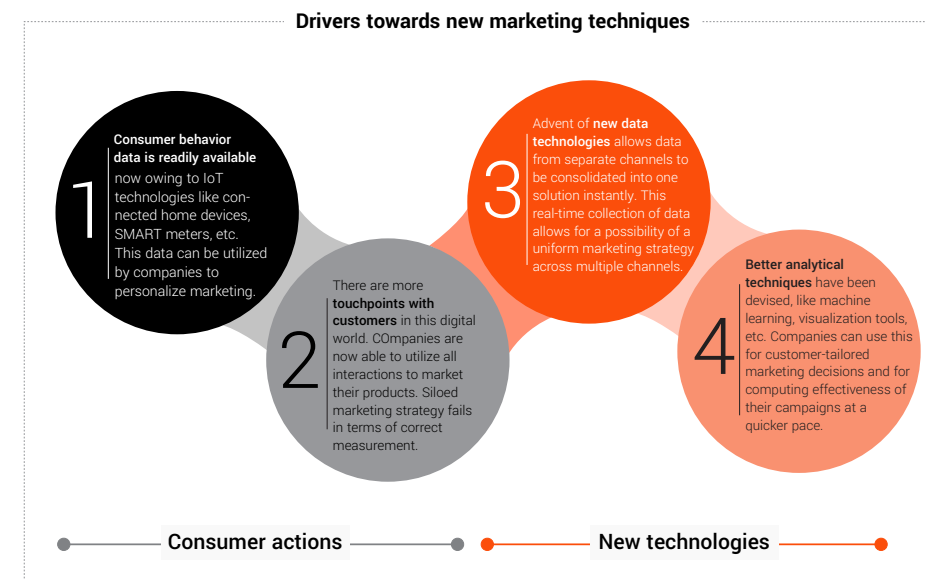 Drivers towards new marketing techniques
1
Consumer behavior
data is readily available
now owing to IoT
technologies like con-
nected home devices,
SMART meters, etc.
This data can be utilized
by companies to
personalize marketing.
2
There are more
touchpoints with
customers in this digital
world. COmpanies are
now able to utilize all
interactions to market
their products. Siloed
marketing strategy fails
in terms of correct
measurement.
3
Advent of new data
technologies allows data
from separate channels to
be consolidated into one
solution instantly. This
real-time collection of data
allows for a possibility of a
uniform marketing strategy
across multiple channels.
4
Better analytical
techniques have been
devised, like machine
learning, visualization tools,
etc. Companies can use this
for customer-tailored
marketing decisions and for
computing effectiveness of
their campaigns at a
quicker pace.
Consumer actions
New technologies